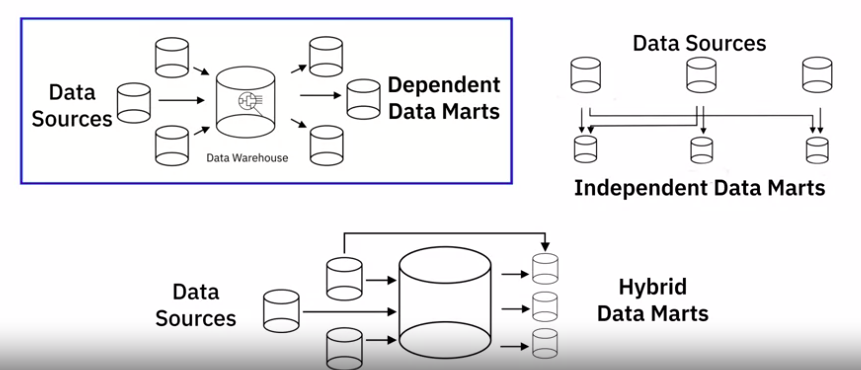 Data
Sources
Data Warehouse
Dependent
Data Marts
Data Sources
Independent Data Marts
Data
Sources
Hybrid
Data Marts